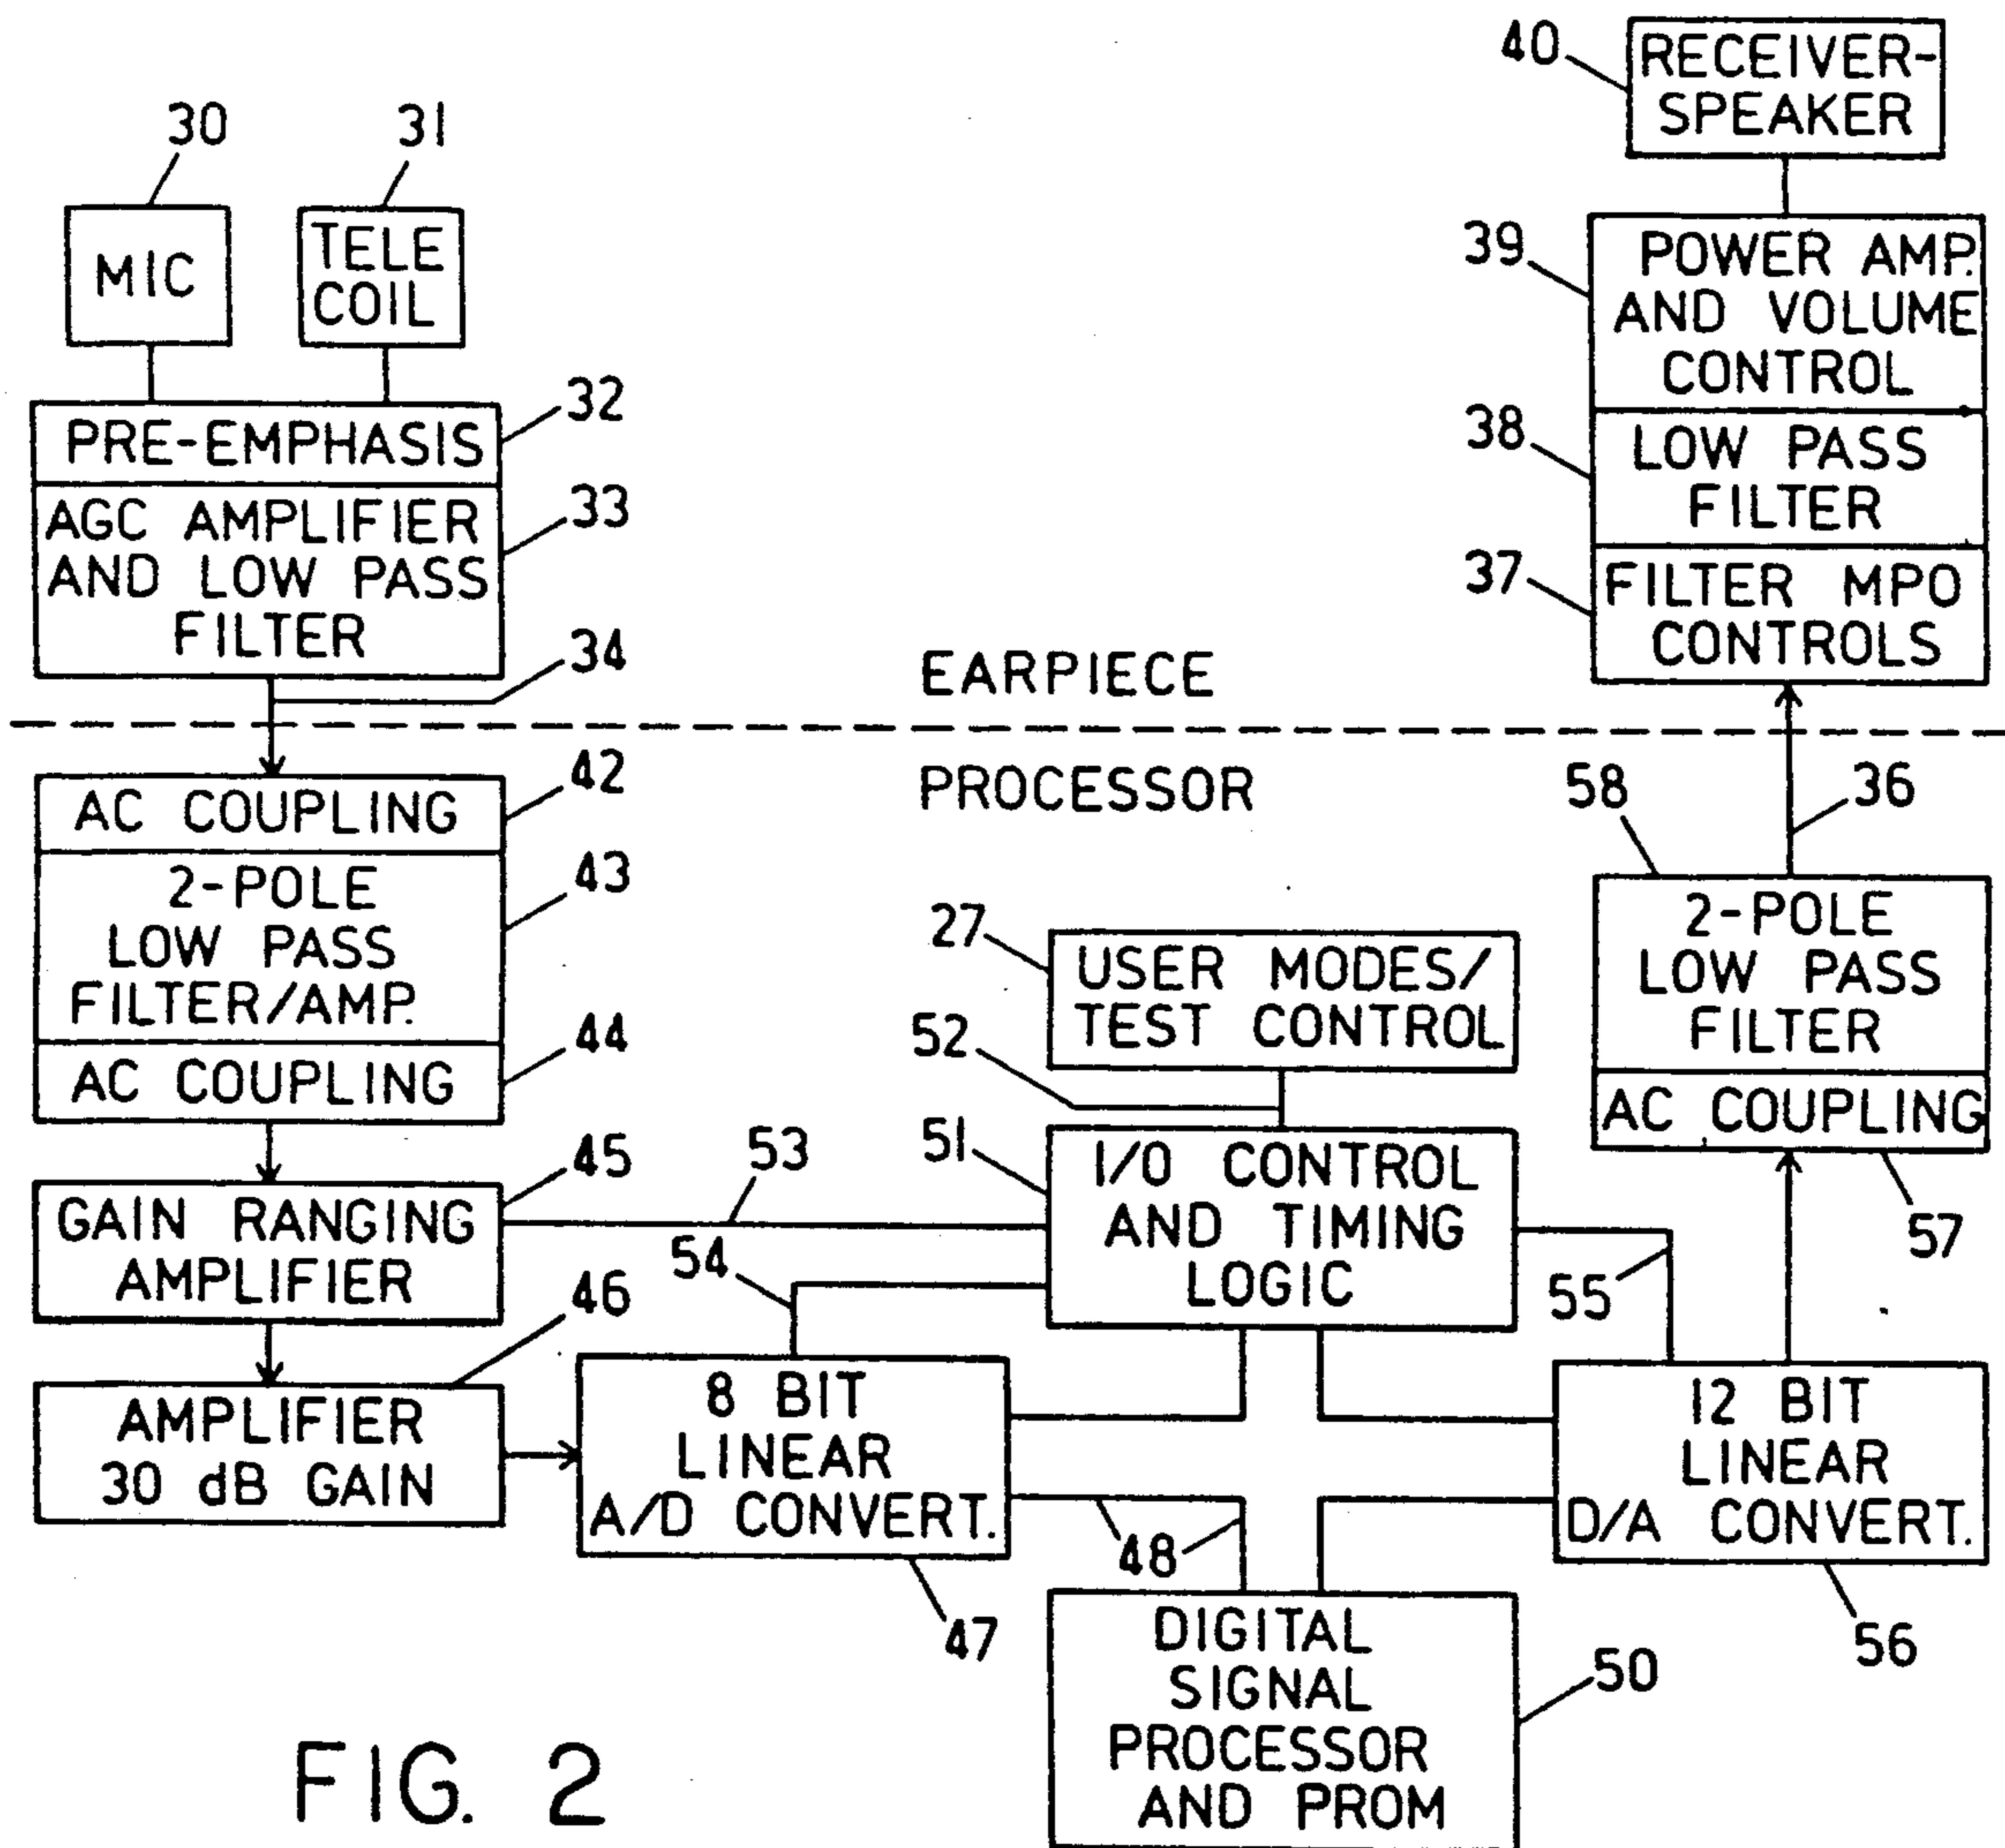 30
31
40
MIC
TELE
COIL
RECEIVER-
SPEAKER
32
PRE-EMPHASIS
33
AGC AMPLIFIER
AND LOW PASS
FILTER
34
39
POWER AMP.
AND VOLUME
CONTROL
38
LOW PASS
FILTER
37
FILTER MPO
CONTROLS
EARPIECE
PROCESSOR
42
AC COUPLING
43
2-POLE
LOW PASS
FILTER/AMP.
44
AC COUPLING
45
GAIN RANGING
AMPLIFIER
46
AMPLIFIER
30 dB GAIN
27
USER MODES/
TEST CONTROL
52
51
53
54
I/O CONTROL
AND TIMING
LOGIC
55
58
36
2-POLE
LOW PASS
FILTER
AC COUPLING
57
8 BIT
LINEAR
A/D CONVERT.
47
48
12 BIT
LINEAR
D/A CONVERT.
56
DIGITAL
SIGNAL
PROCESSOR
AND PROM
50
FIG. 2